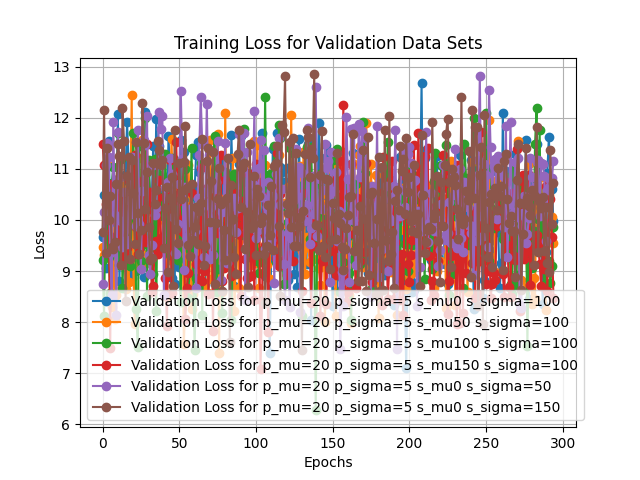 Training Loss for Validation Data Sets
13
12
11
10
9
8
7
6
Loss
Validation Loss for p_mu=20 p_sigma=5 s_mu0 s_sigma=100
Validation Loss for p_mu=20 p_sigma=5 s_mu50 s_sigma=100
Validation Loss for p_mu=20 p_sigma=5 s_mu100 s_sigma=100
Validation Loss for p_mu=20 p_sigma=5 s_mu150 s_sigma=100
Validation Loss for p_mu=20 p_sigma=5 s_mu0 s_sigma=50
Validation Loss for p_mu=20 p_sigma=5 s_mu0 s_sigma=150
0 50 100 150 200 250 300
Epochs